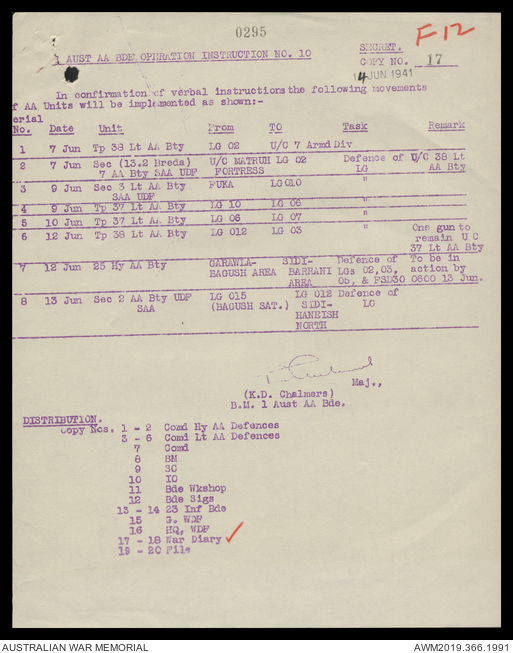 0295
F12
1 AUST AA BDE OPERATION INSTRUCTION NO. 10
SECRET.
COPY NO. 17
14 JUN 1941
In confirmation of verbal instructions the following movements
f AA Units will be implemented as shown:-
erial
No. Date Unit From TO Task Remark
1 7 Jun Tp 38 Lt AA Bty LG 02 U/C 7 Armd Div
2 7 Jun Sec (13.2 Breda) U/C MATRUH LG 02 Defence of U/C 38 Lt
7 AA Bty SAA UDF FORTRESS LG AA Bty
3 9 Jun Sec 3 Lt AA Bty FUKA LG 010 "
SAA UDF
4 9 Jun Tp 37 Lt AA Bty LG 10 LG 06 "
5 10 Jun Tp 37 Lt AA Bty LG 06 LG 07 "
6 12 Jun Tp 38 Lt AA Bty LG 012 LG 03 " One gun to
remain U C
37 Lt AA Bty
7 12 Jun 25 Hy AA Bty GARAWLA- SIDI- Defence of To be in
BAGUSH AREA BARRANI LGs 02,03, action by
AREA 05, & FSD30 0800 13 Jun.
8 13 Jun Sec 2 AA Bty UDF LG 015 LG 012 Defence of
SAA (BAGUSH SAT.) SIDI- LG
HANEISH
NORTH
Maj.,
(K.D. Chalmers)
B.M. 1 Aust AA Bde.
DISTRIBUTION.
Copy Nos. 1 - 2 Comd Hy AA Defences
3 - 6 Comd Lt AA Defences
7 Comd
8 BM
9 SC
10 IO
11 Bde Wkshop
12 Bde Sigs
13 - 14 23 Inf Bde
15 G. WDF
16 HQ, WDF
17 - 18 War Diary
19 - 20 File
AUSTRALIAN WAR MEMORIAL
AWM2019.366.1991